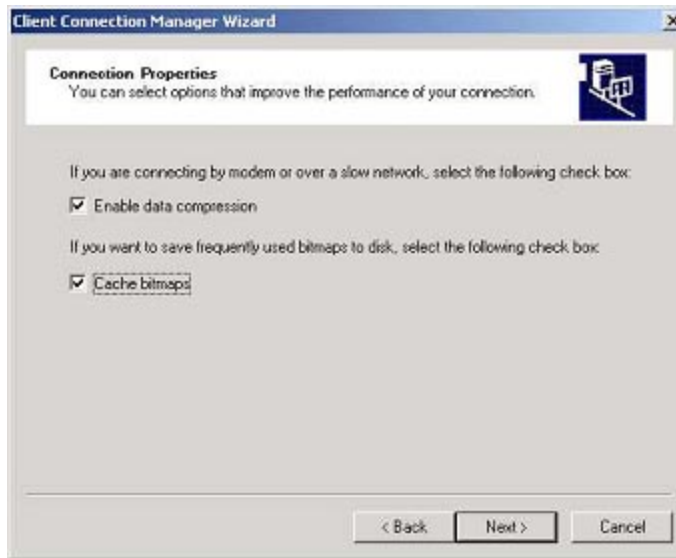 Client Connection Manager Wizard
Connection Properties
You can select options that improve the performance of your connection.
If you are connecting by modem or over a slow network, select the following check box:
Enable data compression
If you want to save frequently used bitmaps to disk, select the following check box:
Cache bitmaps
< Back
Next >
Cancel